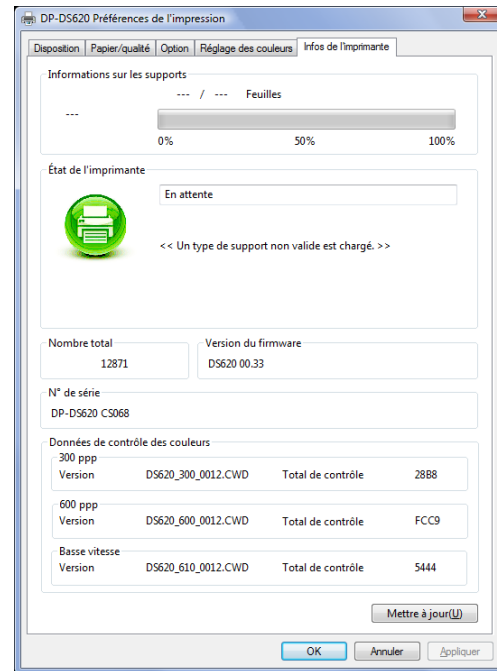 DP-DS620 Préférences de l'impression
Disposition Papier/qualité Option Réglage des couleurs Infos de l'imprimante
Informations sur les supports
--- / --- Feuilles
---
0% 50% 100%
État de l'imprimante
En attente
<< Un type de support non valide est chargé. >>
Nombre total Version du firmware
12871 DS620 00.33
N° de série
DP-DS620 CS068
Données de contrôle des couleurs
300 ppp
Version DS620_300_0012.CWD Total de contrôle 28B8
600 ppp
Version DS620_600_0012.CWD Total de contrôle FCC9
Basse vitesse
Version DS620_610_0012.CWD Total de contrôle 5444
Mettre à jour(U)
OK Annuler Appliquer